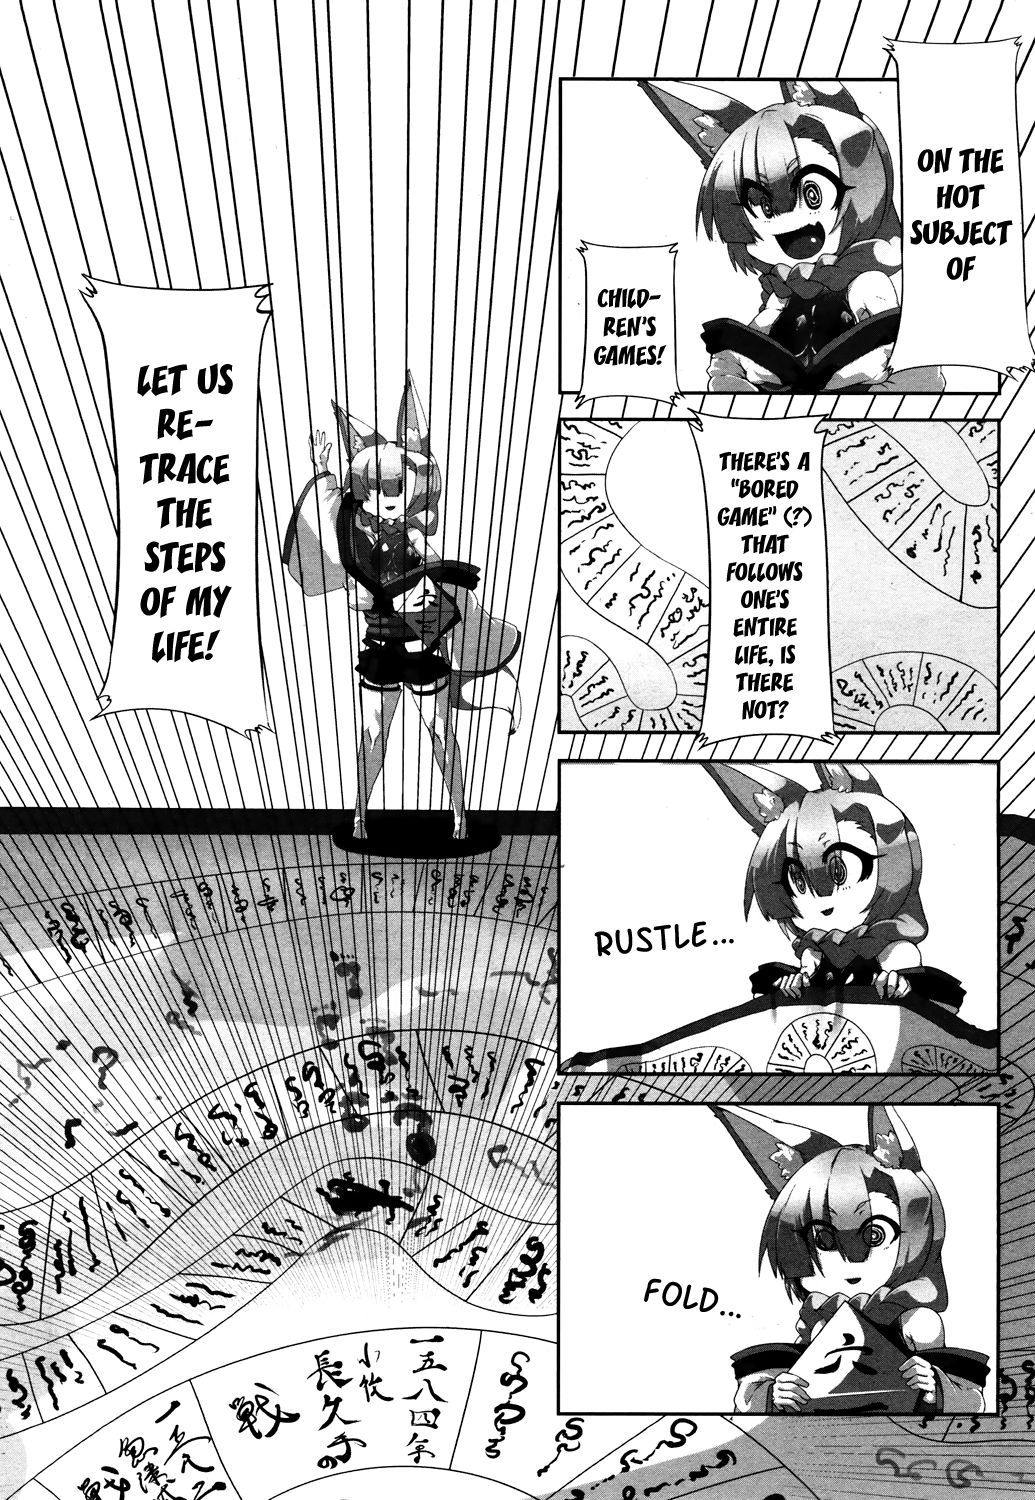 ON THE
HOT
SUBJECT
OF
CHILD-
REN'S
GAMES!
THERE'S A
"BORED
GAME" (?)
THAT
FOLLOWS
ONE'S
ENTIRE
LIFE, IS
THERE
NOT?
RUSTLE...
FOLD...
LET US
RE-
TRACE
THE
STEPS
OF MY
LIFE!
一五八四年
小牧
長久手の
戦